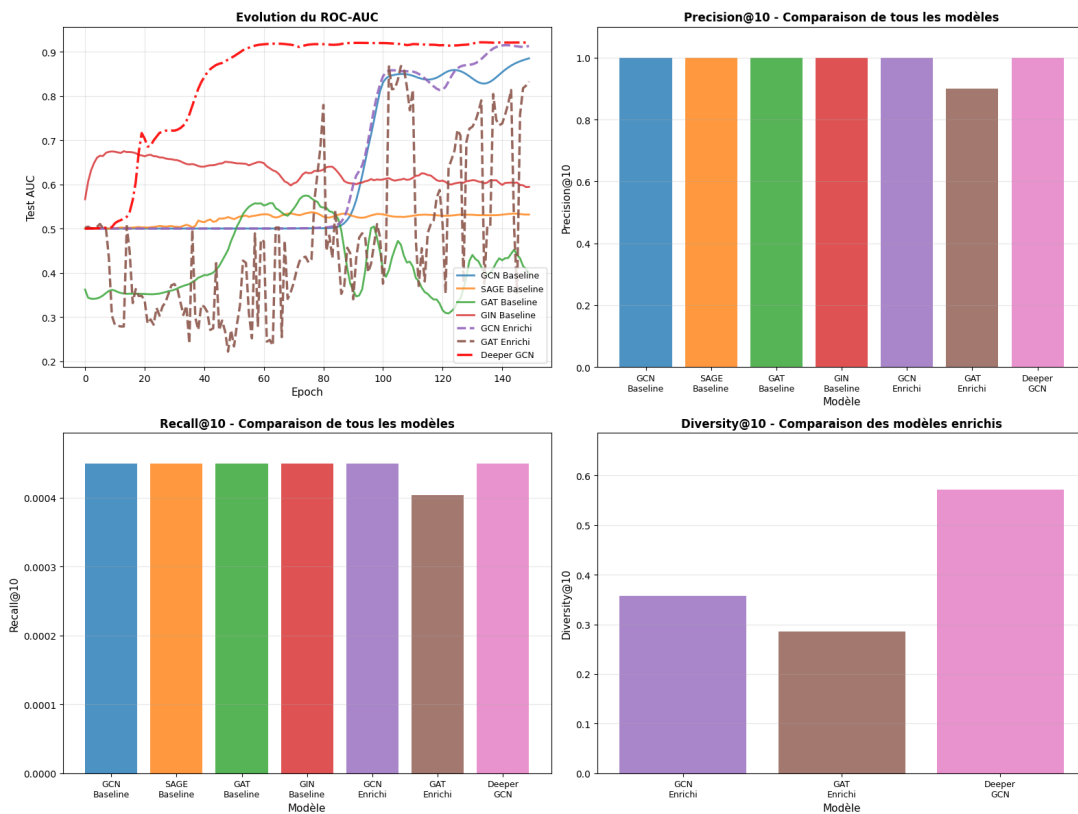 Evolution du ROC-AUC
0.9
0.8
0.7
0.6
0.5
0.4
0.3
0.2
Test AUC
GCN Baseline
SAGE Baseline
GAT Baseline
GIN Baseline
GCN Enrichi
GAT Enrichi
Deeper GCN
0 20 40 60 80 100 120 140
Epoch
Precision@10 - Comparaison de tous les modèles
1.0
0.8
0.6
0.4
0.2
0.0
Precision@10
GCN SAGE GAT GIN GCN GAT Deeper
Baseline Baseline Baseline Baseline Enrichi Enrichi GCN
Modèle
Recall@10 - Comparaison de tous les modèles
0.0004
0.0003
0.0002
0.0001
0.0000
Recall@10
GCN SAGE GAT GIN GCN GAT Deeper
Baseline Baseline Baseline Baseline Enrichi Enrichi GCN
Modèle
Diversity@10 - Comparaison des modèles enrichis
0.6
0.5
0.4
0.3
0.2
0.1
0.0
Diversity@10
GCN GAT Deeper
Enrichi Enrichi GCN
Modèle